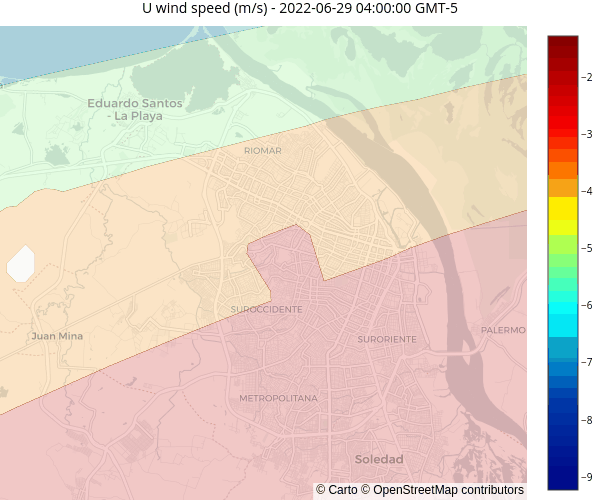 U wind speed (m/s) - 2022-06-29 04:00:00 GMT-5
Eduardo Santos
- La Playa
RIOMAR
SUROCCIDENTE
Juan Mina
SURORIENTE
PALERMO
METROPOLITANA
Soledad
−2
−3
−4
−5
−6
−7
−8
−9
© Carto © OpenStreetMap contributors